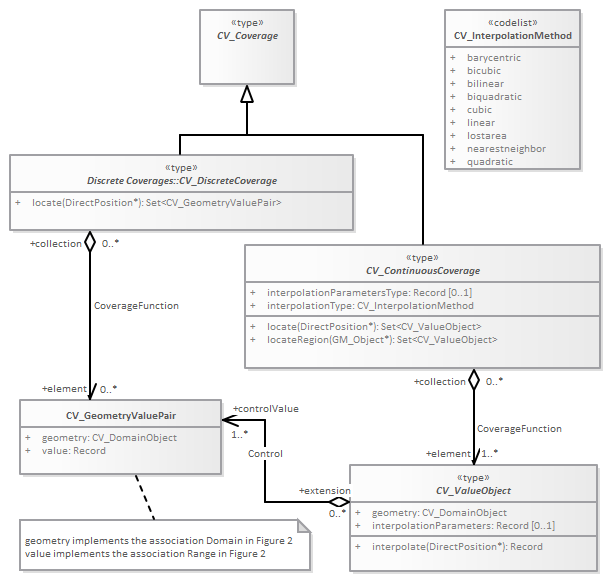 «type»
CV_Coverage
«codelist»
CV_InterpolationMethod
+ barycentric
+ bicubic
+ bilinear
+ biquadratic
+ cubic
+ linear
+ lostarea
+ nearestneighbor
+ quadratic
«type»
Discrete Coverages::CV_DiscreteCoverage
+ locate(DirectPosition*): Set<CV_GeometryValuePair>
+collection 0..*
«type»
CV_ContinuousCoverage
+ interpolationParametersType: Record [0..1]
+ interpolationType: CV_InterpolationMethod
+ locate(DirectPosition*): Set<CV_ValueObject>
+ locateRegion(GM_Object*): Set<CV_ValueObject>
CoverageFunction
+element 0..*
+collection 0..*
CV_GeometryValuePair
+ geometry: CV_DomainObject
+ value: Record
+controlValue
1..*
Control
CoverageFunction
+element 1..*
+extension
0..*
«type»
CV_ValueObject
+ geometry: CV_DomainObject
+ interpolationParameters: Record [0..1]
+ interpolate(DirectPosition*): Record
geometry implements the association Domain in Figure 2
value implements the association Range in Figure 2